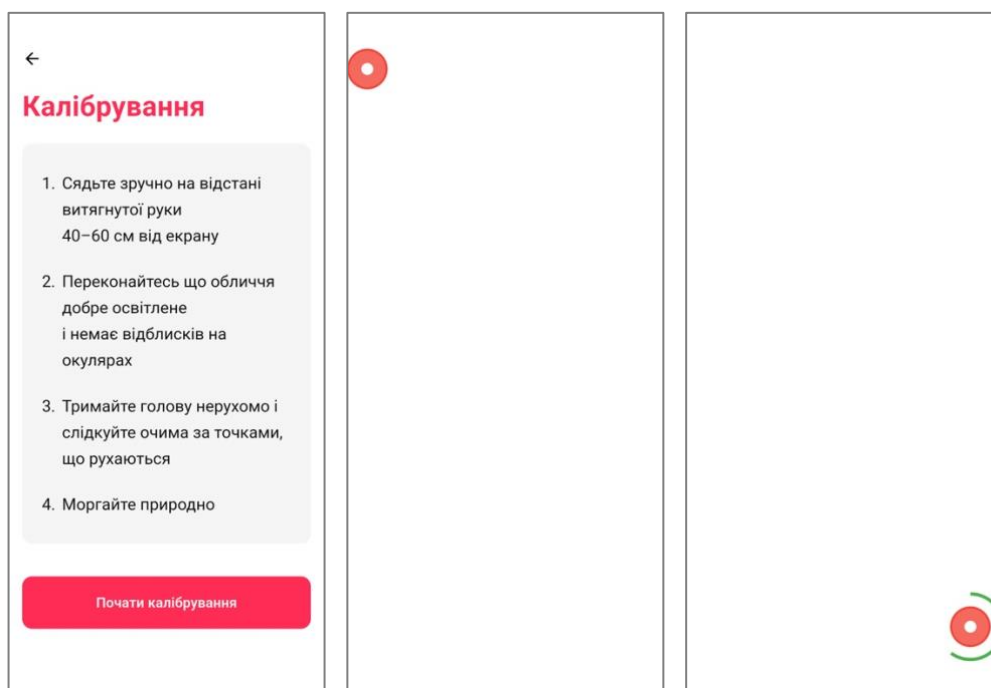 Калібрування
1. Сядьте зручно на відстані
витягнутої руки
40–60 см від екрану
2. Переконайтесь що обличчя
добре освітлене
і немає відблисків на
окулярах
3. Тримайте голову нерухомо і
слідкуйте очима за точками,
що рухаються
4. Моргайте природно
Почати калібрування